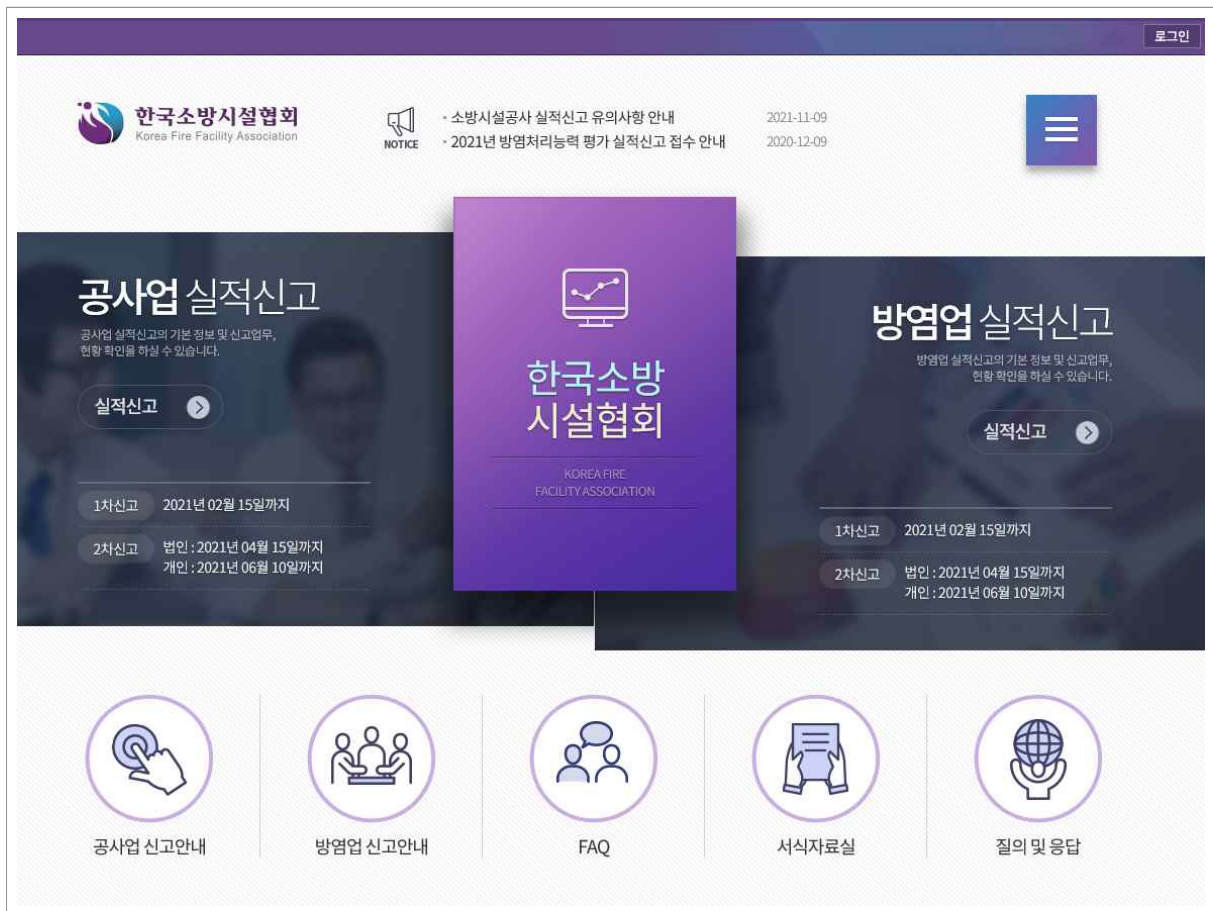 로그인
한국소방시설협회
Korea Fire Facility Association
NOTICE
· 소방시설공사 실적신고 유의사항 안내 2021-11-09
· 2021년 방염처리능력 평가 실적신고 접수 안내 2020-12-09
공사업 실적신고
공사업 실적신고의 기본 정보 및 신고업무,
현황 확인을 하실 수 있습니다.
실적신고
1차신고 2021년 02월 15일까지
2차신고 법인 : 2021년 04월 15일까지
개인 : 2021년 06월 10일까지
한국소방
시설협회
KOREA FIRE
FACILITY ASSOCIATION
방염업 실적신고
방염업 실적신고의 기본 정보 및 신고업무,
현황 확인을 하실 수 있습니다.
실적신고
1차신고 2021년 02월 15일까지
2차신고 법인 : 2021년 04월 15일까지
개인 : 2021년 06월 10일까지
공사업 신고안내
방염업 신고안내
FAQ
서식자료실
질의 및 응답